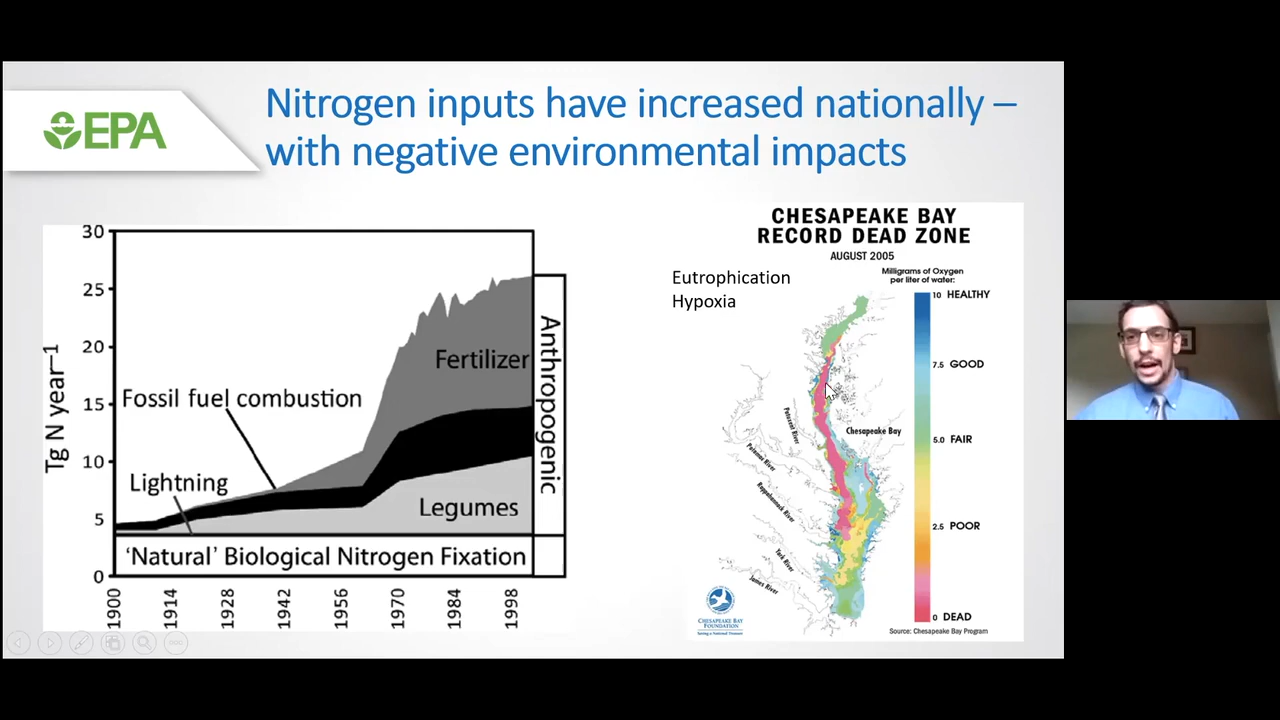 EPA
Nitrogen inputs have increased nationally –
with negative environmental impacts
30
25
20
15
10
5
0
Tg N year⁻¹
Fossil fuel combustion
Lightning
Fertilizer
Legumes
'Natural' Biological Nitrogen Fixation
Anthropogenic
1900
1914
1928
1942
1956
1970
1984
1998
CHESAPEAKE BAY
RECORD DEAD ZONE
AUGUST 2005
Eutrophication
Hypoxia
Milligrams of Oxygen
per liter of water:
10 HEALTHY
7.5 GOOD
5.0 FAIR
2.5 POOR
0 DEAD
Patuxent River
Potomac River
Rappahannock River
York River
James River
Chesapeake Bay
CHESAPEAKE BAY
FOUNDATION
Saving a National Treasure
Source: Chesapeake Bay Program